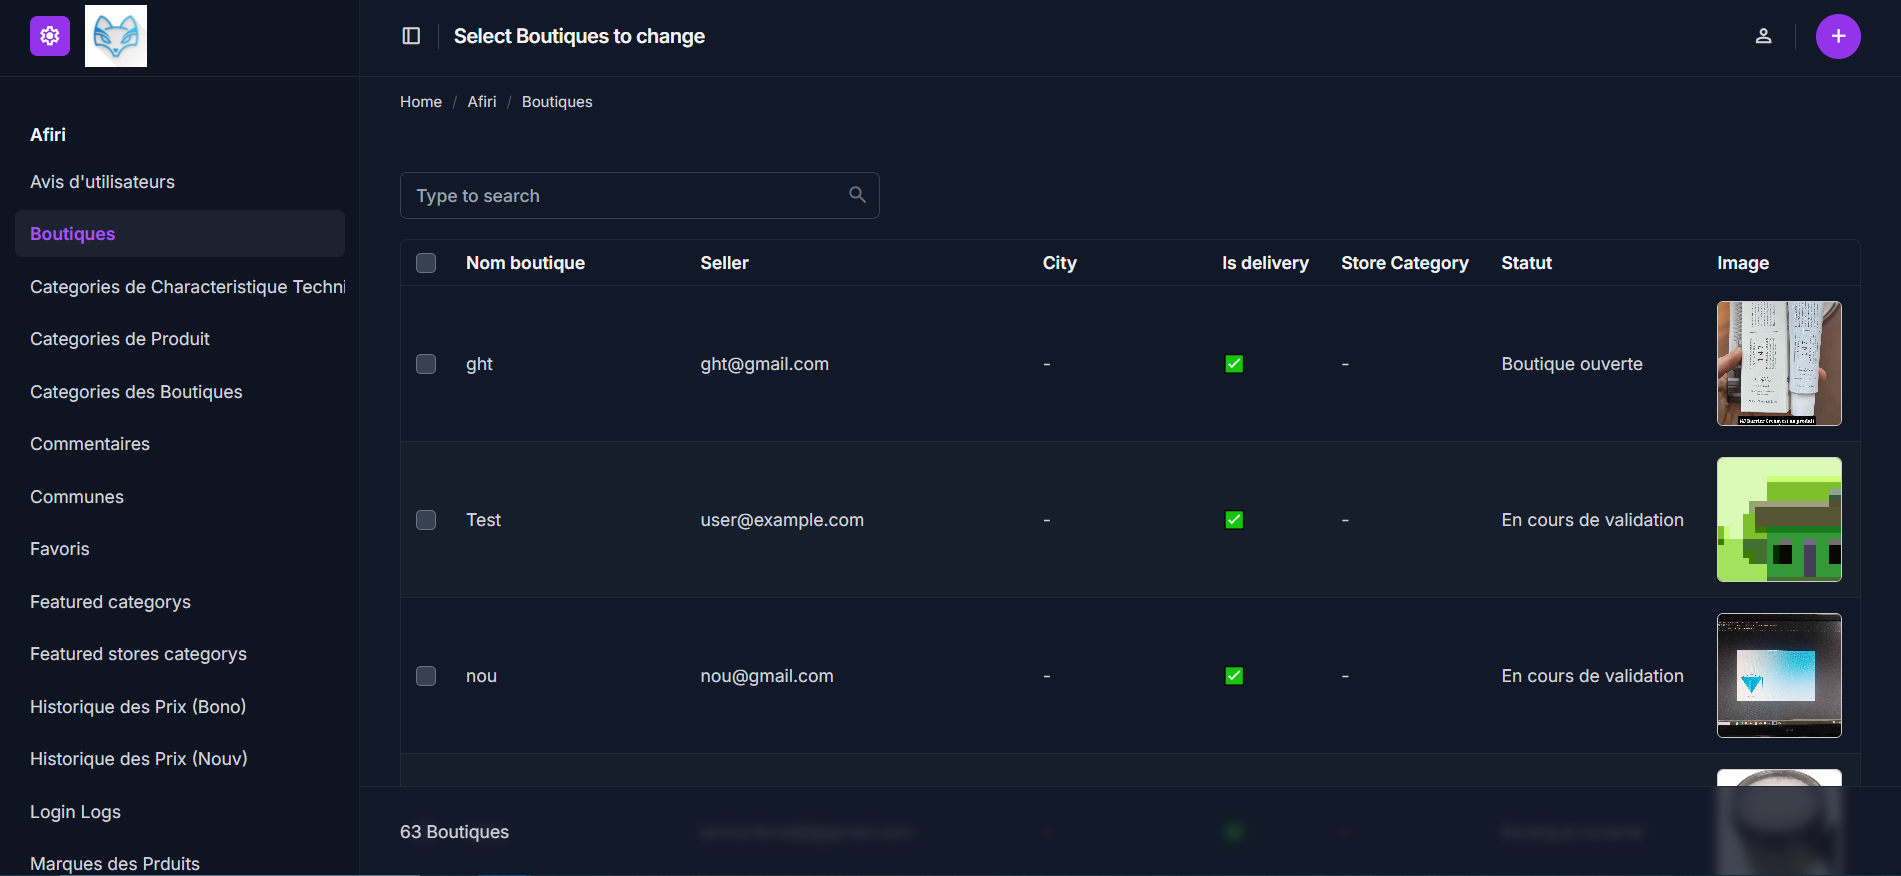 Select Boutiques to change
Home / Afiri / Boutiques
Afiri
Avis d'utilisateurs
Boutiques
Categories de Characteristique Techni
Categories de Produit
Categories des Boutiques
Commentaires
Communes
Favoris
Featured categorys
Featured stores categorys
Historique des Prix (Bono)
Historique des Prix (Nouv)
Login Logs
Marques des Prduits
Type to search
Nom boutique Seller City Is delivery Store Category Statut Image
ght ght@gmail.com - - Boutique ouverte
Test user@example.com - - En cours de validation
nou nou@gmail.com - - En cours de validation
63 Boutiques